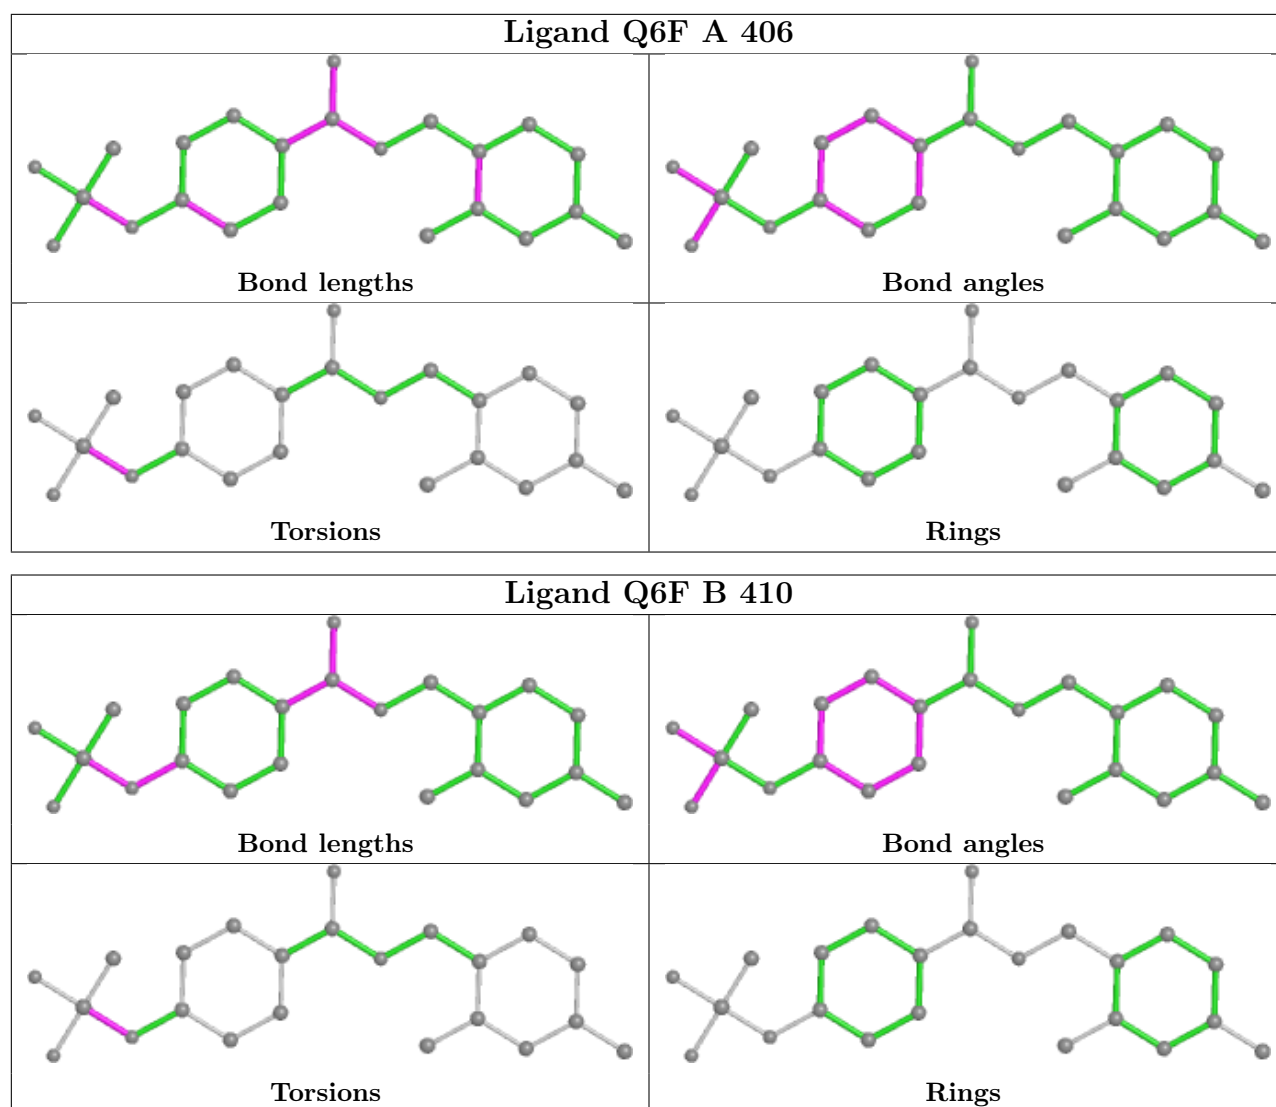 Ligand Q6F A 406
Bond lengths
Bond angles
Torsions
Rings
Ligand Q6F B 410
Bond lengths
Bond angles
Torsions
Rings